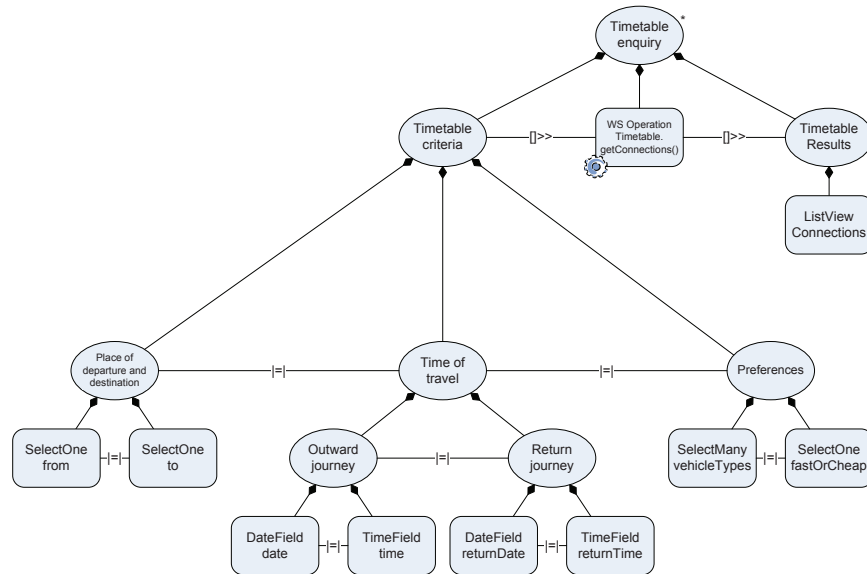 Timetable
enquiry
*
Timetable
criteria
[]>>
WS Operation
Timetable.
getConnections()
[]>>
Timetable
Results
ListView
Connections
Place of
departure and
destination
|=|
Time of
travel
|=|
Preferences
SelectOne
from
|=|
SelectOne
to
Outward
journey
|=|
Return
journey
SelectMany
vehicleTypes
|=|
SelectOne
fastOrCheap
DateField
date
|=|
TimeField
time
DateField
returnDate
|=|
TimeField
returnTime